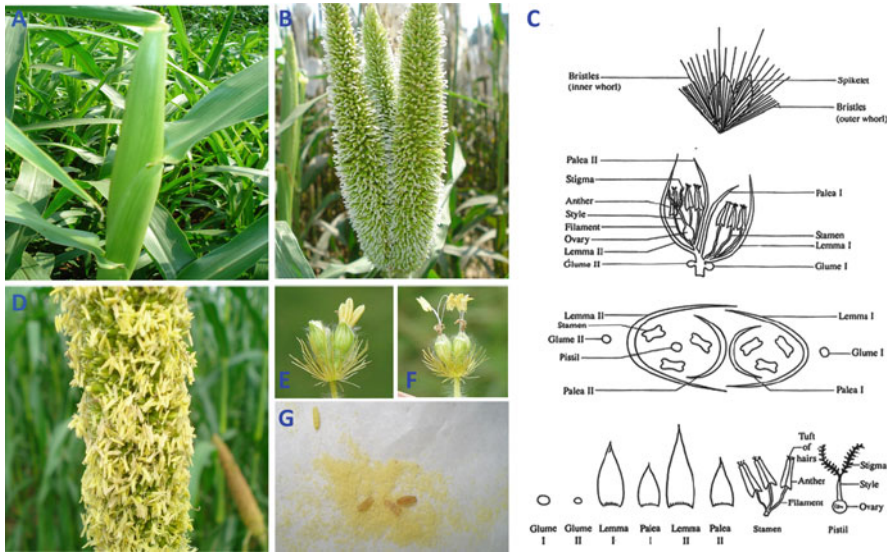 A
B
C
Bristles
(inner whorl)
Spikelet
Bristles
(outer whorl)
Palea II
Stigma
Anther
Style
Filament
Ovary
Lemma II
Glume II
Palea I
Stamen
Lemma I
Glume I
D
E
F
G
Lemma II
Stamen
Glume II
Pissil
Palea II
Lemma I
Glume I
Palea I
Tuft
of
hairs
Anther
Filament
Stigma
Style
Ovary
Glume
I
Glume
II
Lemma
I
Palea
I
Lemma
II
Palea
II
Stamen
Pistil